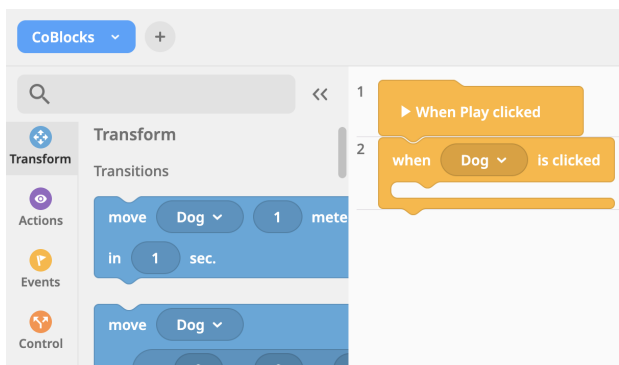 CoBlocks
+
Transform
Actions
Events
Control
Transform
Transitions
move Dog 1 mete
in 1 sec.
move Dog
1
When Play clicked
2
when Dog is clicked